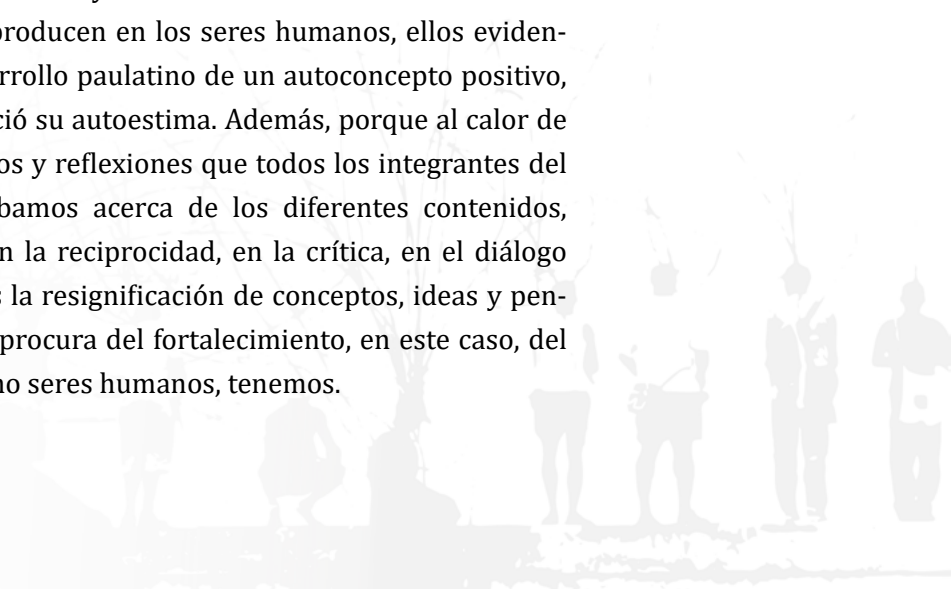 producen en los seres humanos, ellos eviden-
rrollo paulatino de un autoconcepto positivo,
ció su autoestima. Además, porque al calor de
os y reflexiones que todos los integrantes del
bamos acerca de los diferentes contenidos,
n la reciprocidad, en la crítica, en el diálogo
s la resignificación de conceptos, ideas y pen-
procura del fortalecimiento, en este caso, del
mo seres humanos, tenemos.